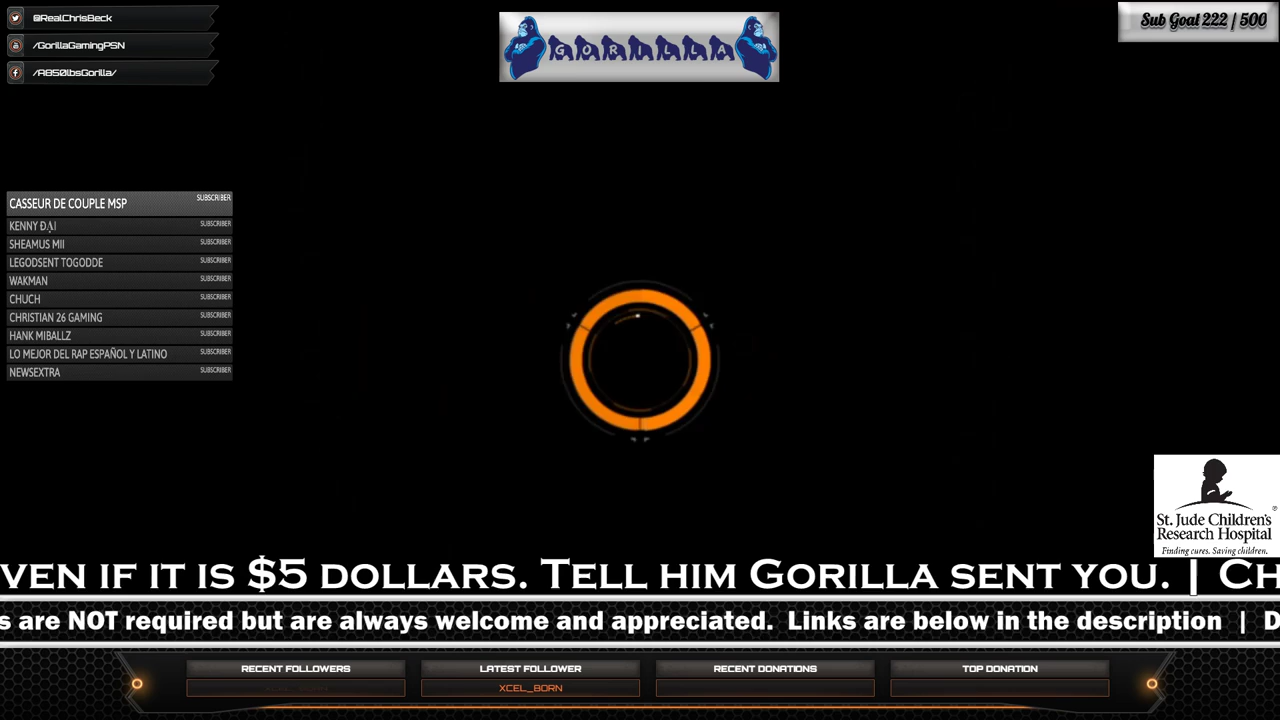 @RealChrisBeck
/GorillaGamingPSN
/A850lbsGorilla/
GORILLA
Sub Goal 222 / 500
CASSEUR DE COUPLE MSP SUBSCRIBER
KENNY ĐẠI SUBSCRIBER
SHEAMUS MII SUBSCRIBER
LEGODSENT TOGODDE SUBSCRIBER
WAKMAN SUBSCRIBER
CHUCH SUBSCRIBER
CHRISTIAN 26 GAMING SUBSCRIBER
HANK MIBALLZ SUBSCRIBER
LO MEJOR DEL RAP ESPAÑOL Y LATINO SUBSCRIBER
NEWSEXTRA SUBSCRIBER
St. Jude Children's
Research Hospital
Finding cures. Saving children.
VEN IF IT IS $5 DOLLARS. TELL HIM GORILLA SENT YOU. | CH
s are NOT required but are always welcome and appreciated. Links are below in the description | D
RECENT FOLLOWERS LATEST FOLLOWER RECENT DONATIONS TOP DONATION
XCEL_BORN